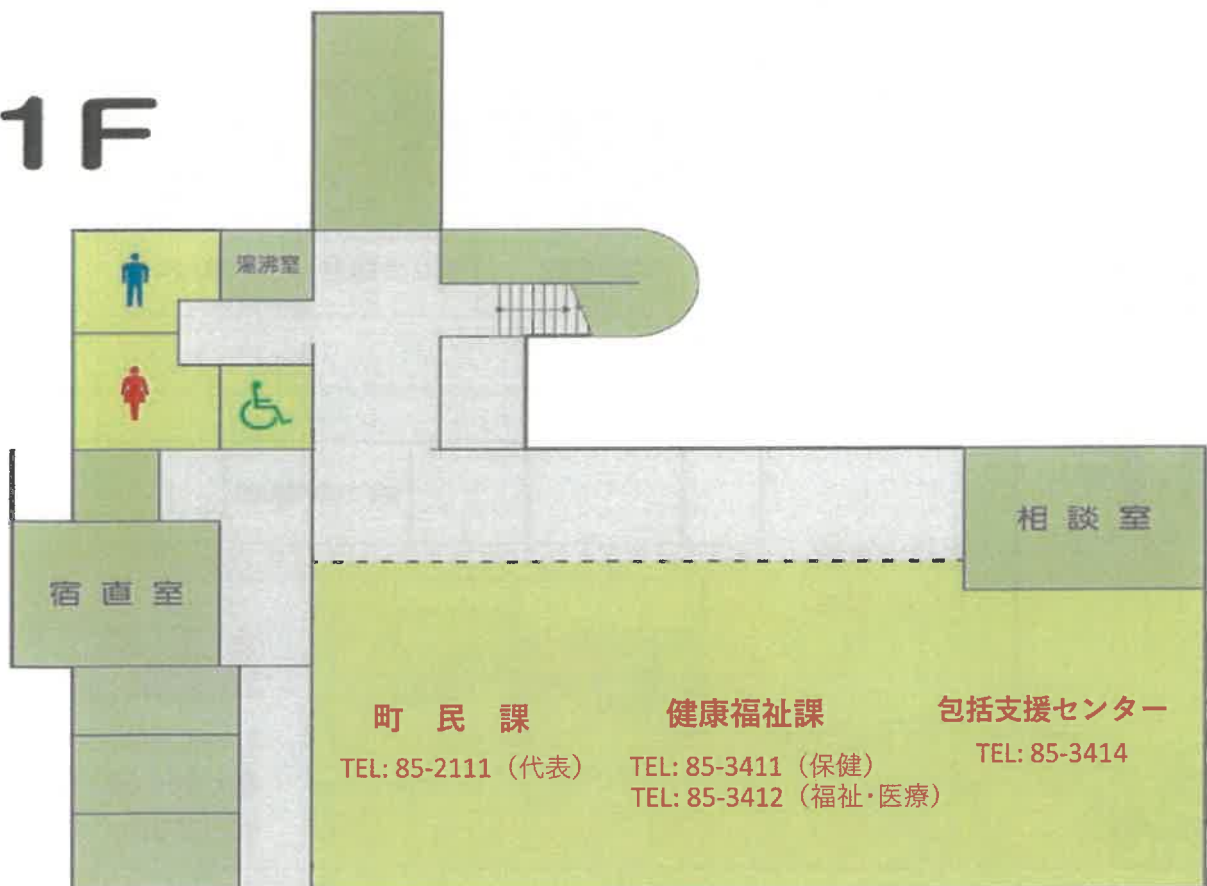 1F
湯沸室
相談室
宿直室
町民課
TEL: 85-2111（代表）
健康福祉課
TEL: 85-3411（保健）
TEL: 85-3412（福祉・医療）
包括支援センター
TEL: 85-3414